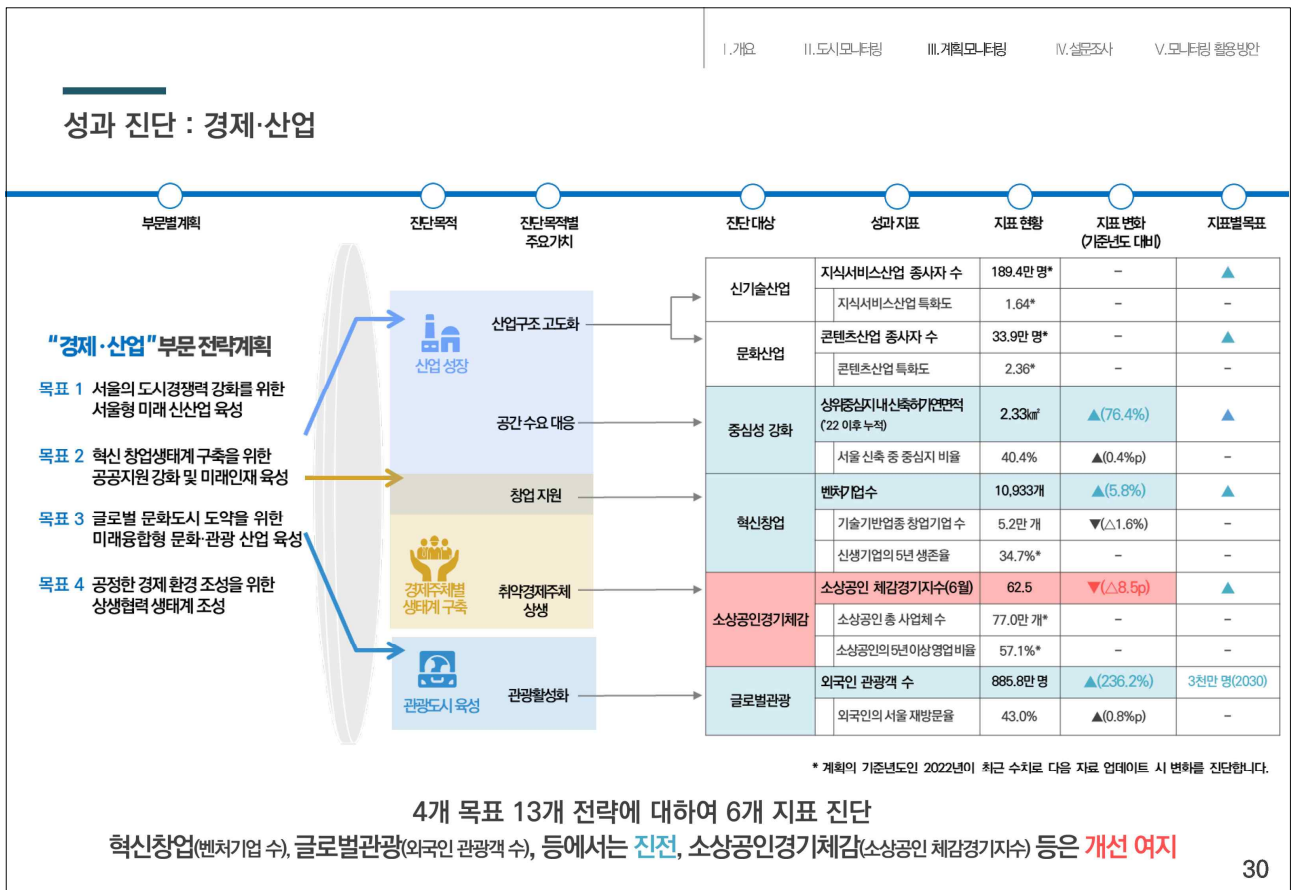 Ⅰ.개요 Ⅱ.도시모니터링 Ⅲ.계획모니터링 Ⅳ.설문조사 Ⅴ.모니터링 활용방안
성과 진단 : 경제·산업
부문별계획 진단목적 진단목적별 진단 대상 성과 지표 지표 현황 지표 변화 지표별목표
주요가치 (기준년도 대비)
"경제·산업"부문 전략계획
목표 1 서울의 도시경쟁력 강화를 위한
서울형 미래 신산업 육성
목표 2 혁신 창업생태계 구축을 위한
공공지원 강화 및 미래인재 육성
목표 3 글로벌 문화도시 도약을 위한
미래융합형 문화·관광 산업 육성
목표 4 공정한 경제 환경 조성을 위한
상생협력 생태계 조성
산업 성장
산업구조 고도화
공간 수요 대응
창업 지원
경제주체별
생태계 구축
취약경제주체
상생
관광도시 육성
관광활성화
신기술산업
지식서비스산업 종사자 수 189.4만 명* - ▲
지식서비스산업 특화도 1.64* - -
문화산업
콘텐츠산업 종사자 수 33.9만 명* - ▲
콘텐츠산업 특화도 2.36* - -
중심성 강화
상위중심지 내 신축허가연면적
('22 이후 누적) 2.33㎢ ▲(76.4%) ▲
서울 신축 중 중심지 비율 40.4% ▲(0.4%p) -
혁신창업
벤처기업수 10,933개 ▲(5.8%) ▲
기술기반업종 창업기업 수 5.2만 개 ▼(△1.6%) -
신생기업의 5년 생존율 34.7%* - -
소상공인경기체감
소상공인 체감경기지수(6월) 62.5 ▼(△8.5p) ▲
소상공인 총 사업체 수 77.0만 개* - -
소상공인의 5년 이상 영업 비율 57.1%* - -
글로벌관광
외국인 관광객 수 885.8만 명 ▲(236.2%) 3천만 명(2030)
외국인의 서울 재방문율 43.0% ▲(0.8%p) -
* 계획의 기준년도인 2022년이 최근 수치로 다음 자료 업데이트 시 변화를 진단합니다.
4개 목표 13개 전략에 대하여 6개 지표 진단
혁신창업(벤처기업 수), 글로벌관광(외국인 관광객 수), 등에서는 진전, 소상공인경기체감(소상공인 체감경기지수) 등은 개선 여지
30